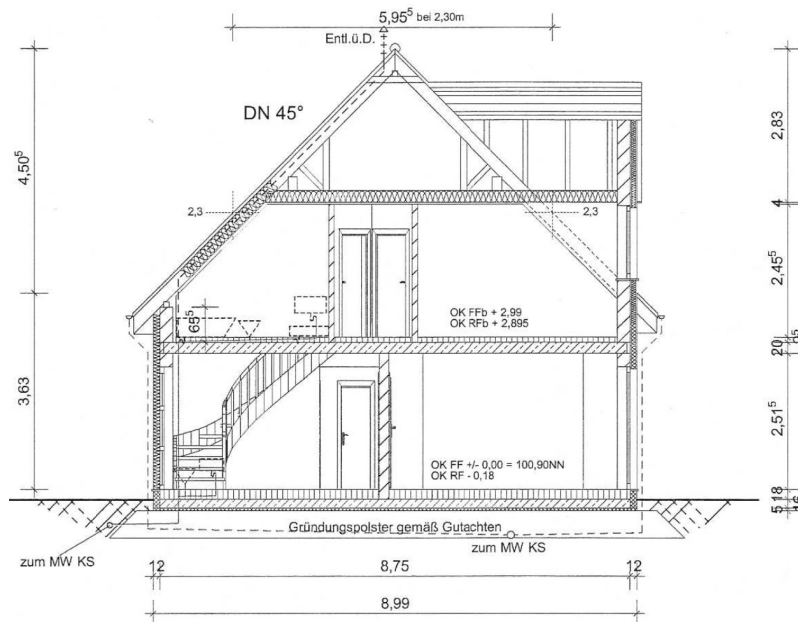 5,95⁵ bei 2,30m
Entl.ü.D.
DN 45°
4,50⁵
2,83
2,3
2,3
4
2,45⁵
OK FFb + 2,99
OK RFb + 2,895
65⁵
20
3,63
2,51⁵
OK FF +/- 0,00 = 100,90NN
OK RF - 0,18
18
5
16
Gründungspolster gemäß Gutachten
zum MW KS
zum MW KS
12
8,75
12
8,99